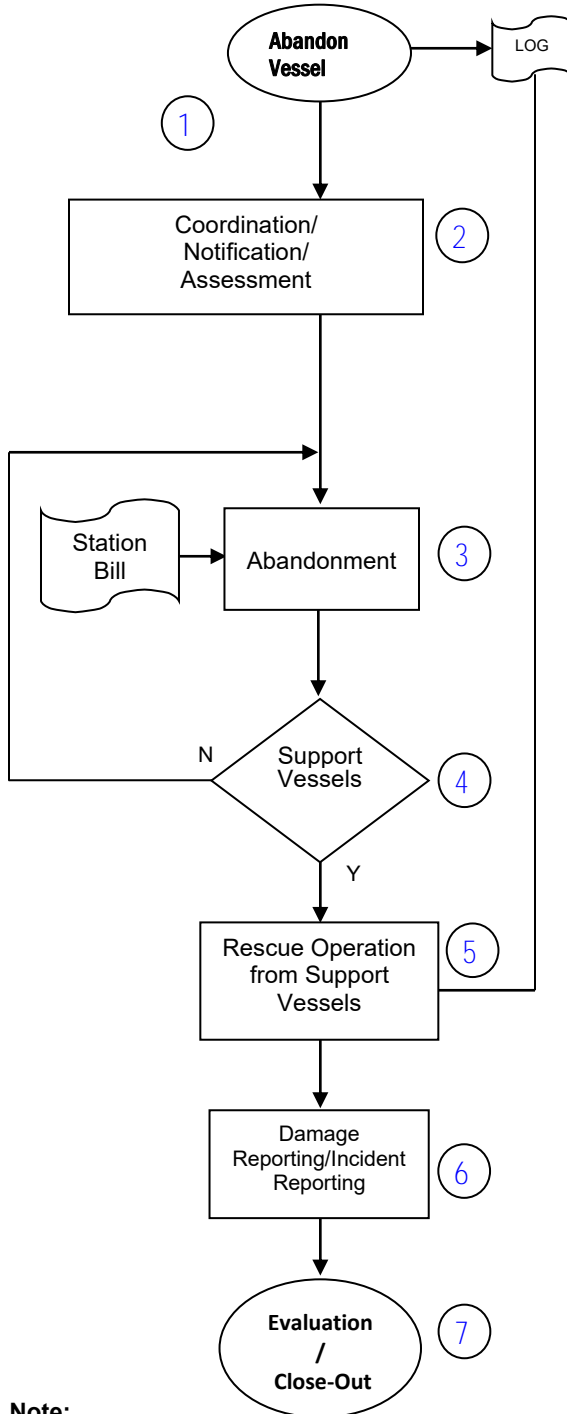 Abandon
Vessel
LOG
1
Coordination/
Notification/
Assessment
2
Station
Bill
Abandonment
3
N
Support
Vessels
4
Y
Rescue Operation
from Support
Vessels
5
Damage
Reporting/Incident
Reporting
6
Evaluation
/
Close-Out
7
Note: